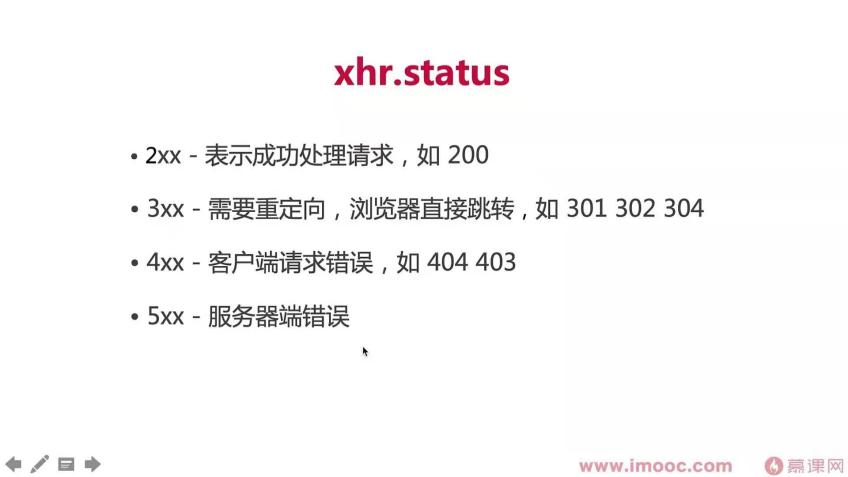 xhr.status
• 2xx - 表示成功处理请求，如 200
• 3xx - 需要重定向，浏览器直接跳转，如 301 302 304
• 4xx - 客户端请求错误，如 404 403
• 5xx - 服务器端错误
www.imooc.com 慕课网